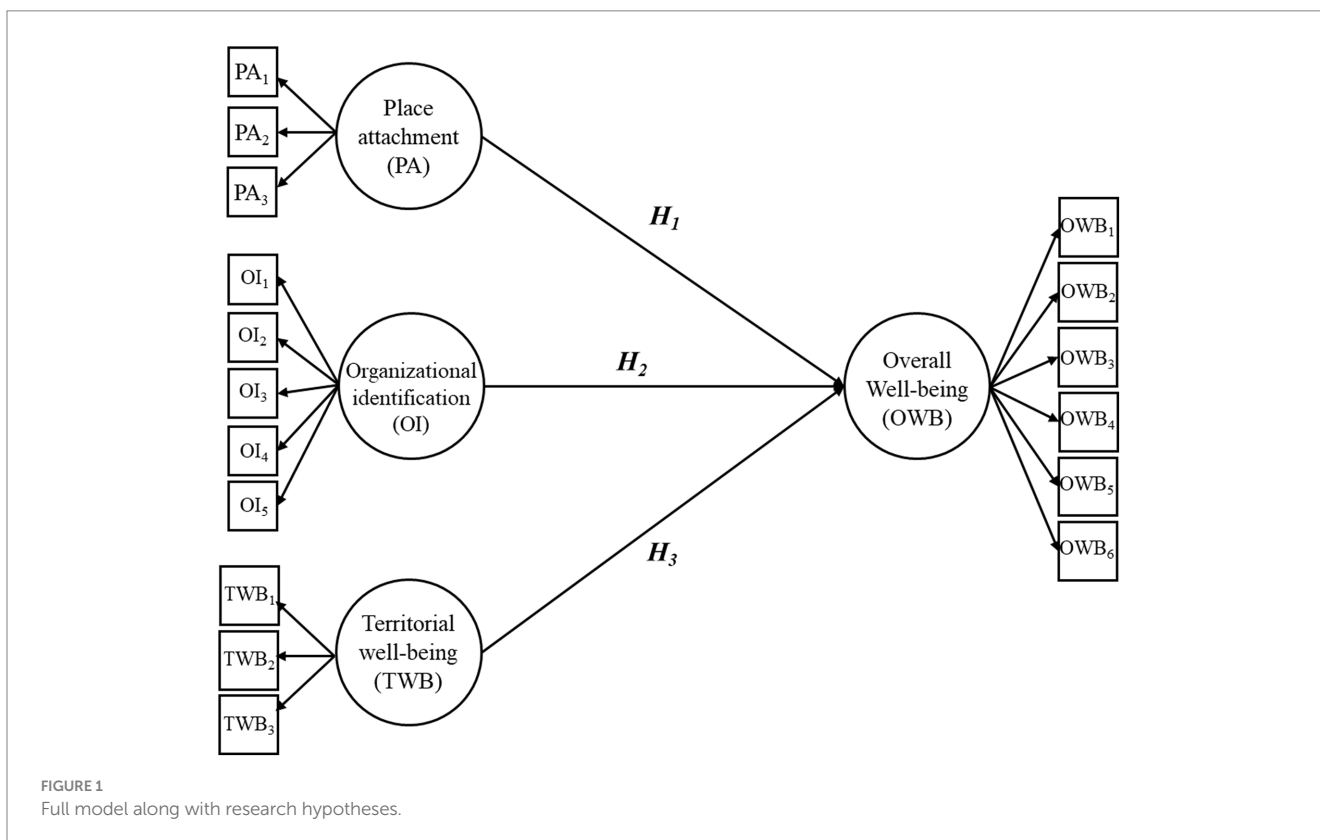 PA1
PA2
PA3
Place
attachment
(PA)
H1
OI1
OI2
OI3
OI4
OI5
Organizational
identification
(OI)
H2
TWB1
TWB2
TWB3
Territorial
well-being
(TWB)
H3
Overall
Well-being
(OWB)
OWB1
OWB2
OWB3
OWB4
OWB5
OWB6
FIGURE 1
Full model along with research hypotheses.